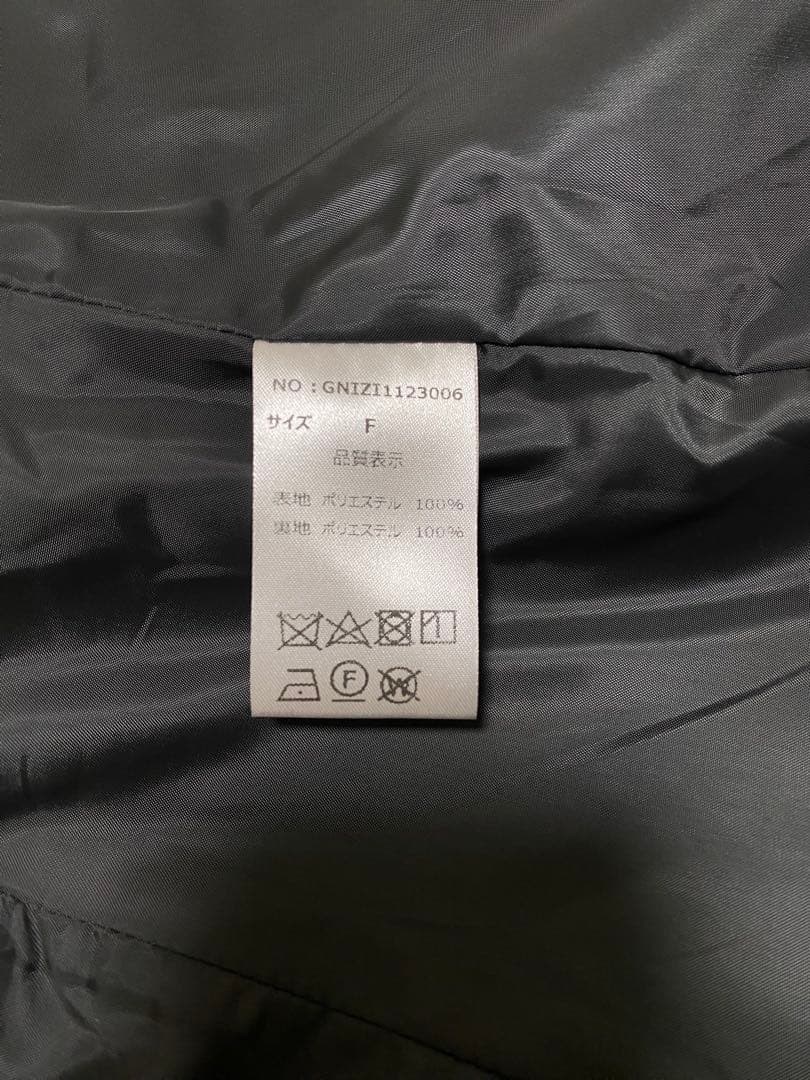 NO : GNIZI1123006
サイズ F
品質表示
表地 ポリエステル 100%
裏地 ポリエステル 100%
F W